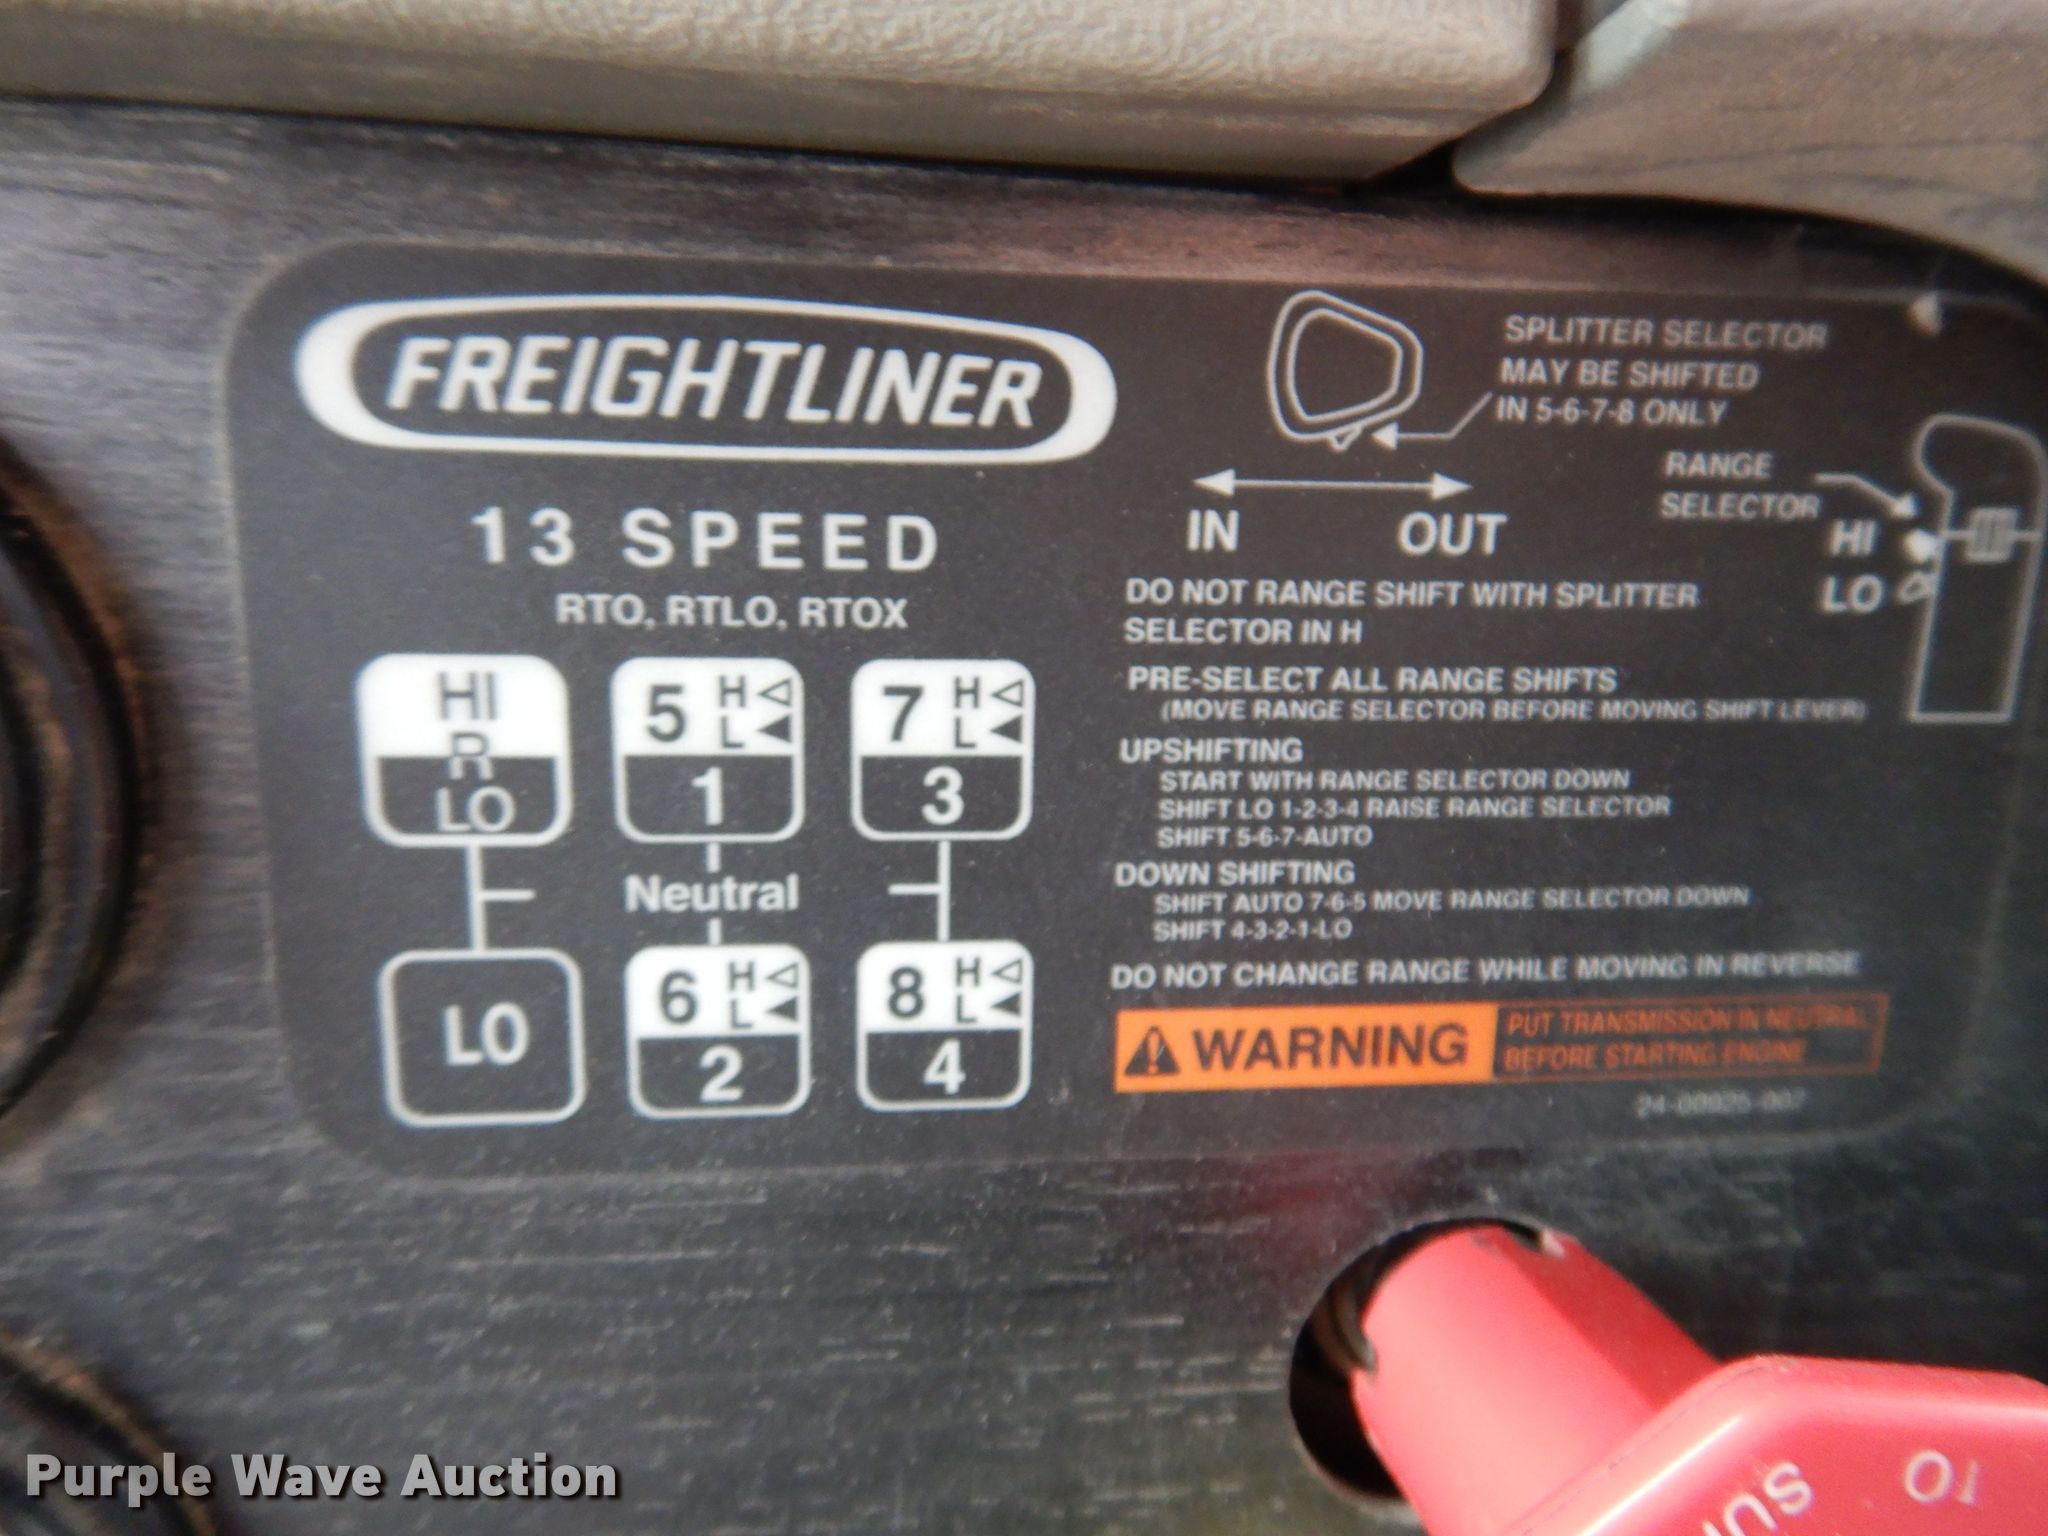 FREIGHTLINER
13 SPEED
RTO, RTLO, RTOX
HI
R
LO
5 H
L
1
7 H
L
3
Neutral
LO
6 H
L
2
8 H
L
4
SPLITTER SELECTOR
MAY BE SHIFTED
IN 5-6-7-8 ONLY
IN OUT
RANGE
SELECTOR
HI
LO
DO NOT RANGE SHIFT WITH SPLITTER
SELECTOR IN H
PRE-SELECT ALL RANGE SHIFTS
(MOVE RANGE SELECTOR BEFORE MOVING SHIFT LEVER)
UPSHIFTING
START WITH RANGE SELECTOR DOWN
SHIFT LO 1-2-3-4 RAISE RANGE SELECTOR
SHIFT 5-6-7-AUTO
DOWN SHIFTING
SHIFT AUTO 7-6-5 MOVE RANGE SELECTOR DOWN
SHIFT 4-3-2-1-LO
DO NOT CHANGE RANGE WHILE MOVING IN REVERSE
WARNING
PUT TRANSMISSION IN NEUTRAL
BEFORE STARTING ENGINE
24-00925-007
Purple Wave Auction